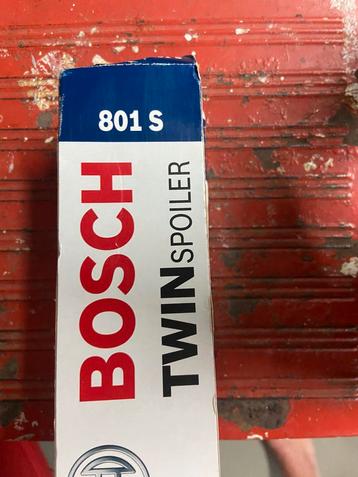 801 S
BOSCH
TWINSPOILER